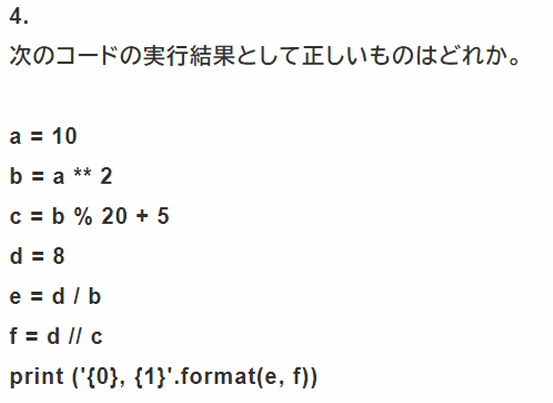 4.
次のコードの実行結果として正しいものはどれか。
a = 10
b = a ** 2
c = b % 20 + 5
d = 8
e = d / b
f = d // c
print ('{0}, {1}'.format(e, f))